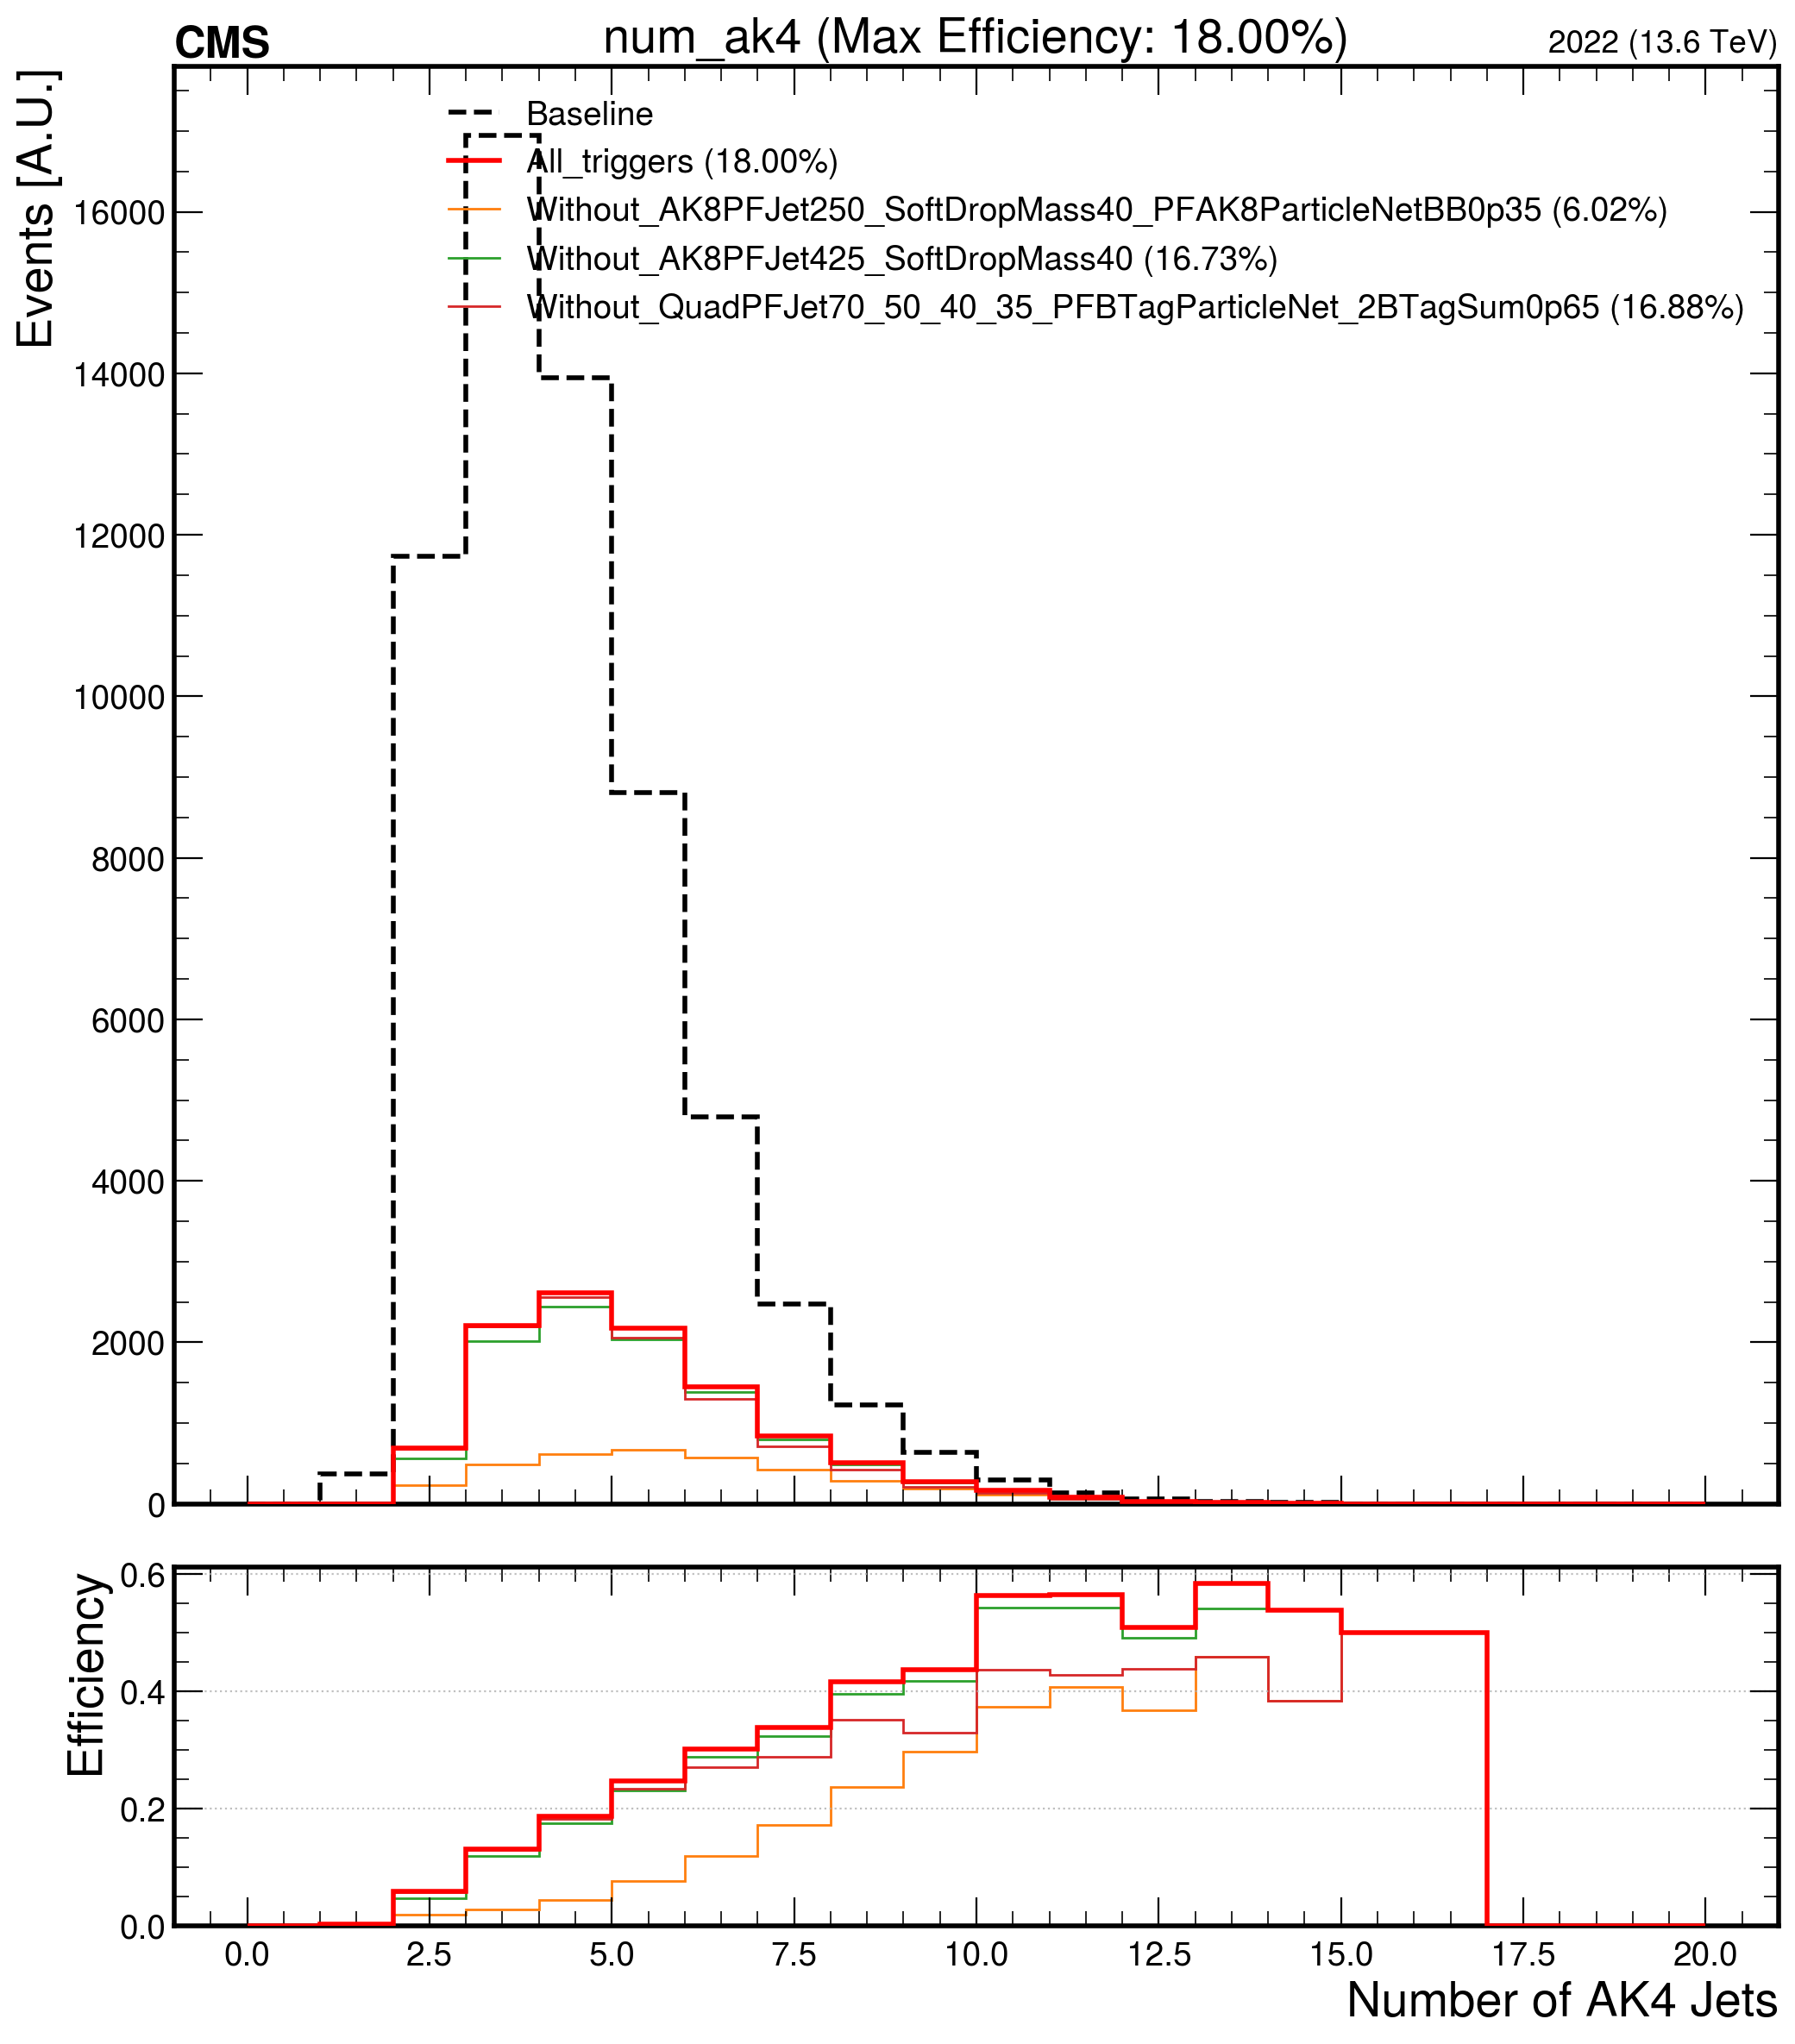 CMS num_ak4 (Max Efficiency: 18.00%) 2022 (13.6 TeV)
Events [A.U.]
Baseline
All_triggers (18.00%)
Without_AK8PFJet250_SoftDropMass40_PFAK8ParticleNetBB0p35 (6.02%)
Without_AK8PFJet425_SoftDropMass40 (16.73%)
Without_QuadPFJet70_50_40_35_PFBTagParticleNet_2BTagSum0p65 (16.88%)
16000
14000
12000
10000
8000
6000
4000
2000
0
Efficiency
0.6
0.4
0.2
0.0
0.0 2.5 5.0 7.5 10.0 12.5 15.0 17.5 20.0
Number of AK4 Jets